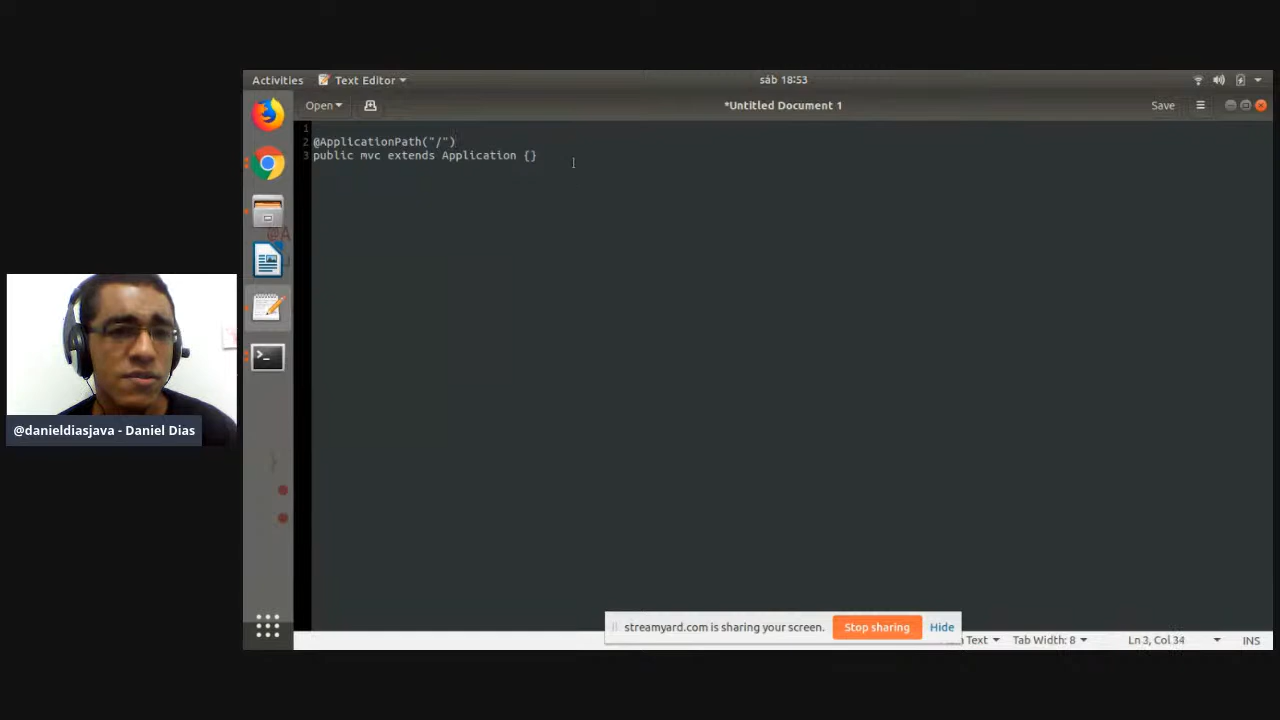 Activities Text Editor sáb 18:53
Open *Untitled Document 1 Save
1
2 @ApplicationPath("/")
3 public mvc extends Application {}
@A
@danieldiasjava - Daniel Dias
streamyard.com is sharing your screen. Stop sharing Hide
Text Tab Width: 8 Ln 3, Col 34 INS